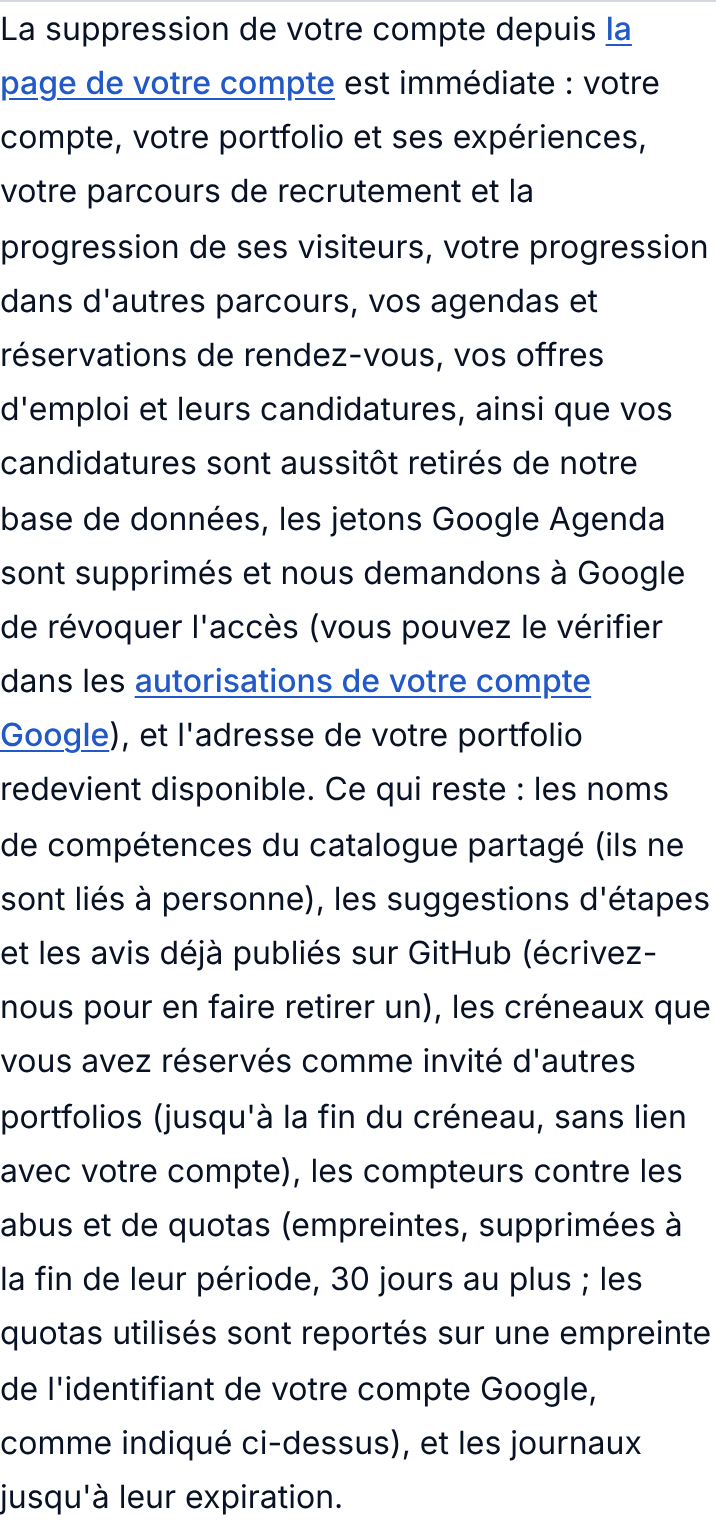 La suppression de votre compte depuis la
page de votre compte est immédiate : votre
compte, votre portfolio et ses expériences,
votre parcours de recrutement et la
progression de ses visiteurs, votre progression
dans d'autres parcours, vos agendas et
réservations de rendez-vous, vos offres
d'emploi et leurs candidatures, ainsi que vos
candidatures sont aussitôt retirés de notre
base de données, les jetons Google Agenda
sont supprimés et nous demandons à Google
de révoquer l'accès (vous pouvez le vérifier
dans les autorisations de votre compte
Google), et l'adresse de votre portfolio
redevient disponible. Ce qui reste : les noms
de compétences du catalogue partagé (ils ne
sont liés à personne), les suggestions d'étapes
et les avis déjà publiés sur GitHub (écrivez-
nous pour en faire retirer un), les créneaux que
vous avez réservés comme invité d'autres
portfolios (jusqu'à la fin du créneau, sans lien
avec votre compte), les compteurs contre les
abus et de quotas (empreintes, supprimées à
la fin de leur période, 30 jours au plus ; les
quotas utilisés sont reportés sur une empreinte
de l'identifiant de votre compte Google,
comme indiqué ci-dessus), et les journaux
jusqu'à leur expiration.